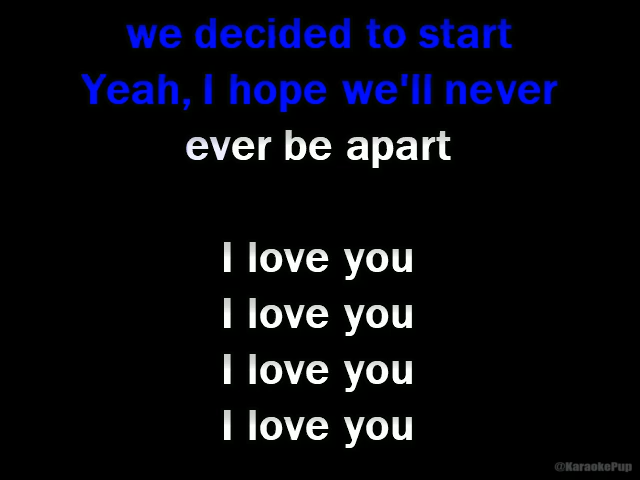 we decided to start
Yeah, I hope we'll never
ever be apart
I love you
I love you
I love you
I love you
@KaraokePup